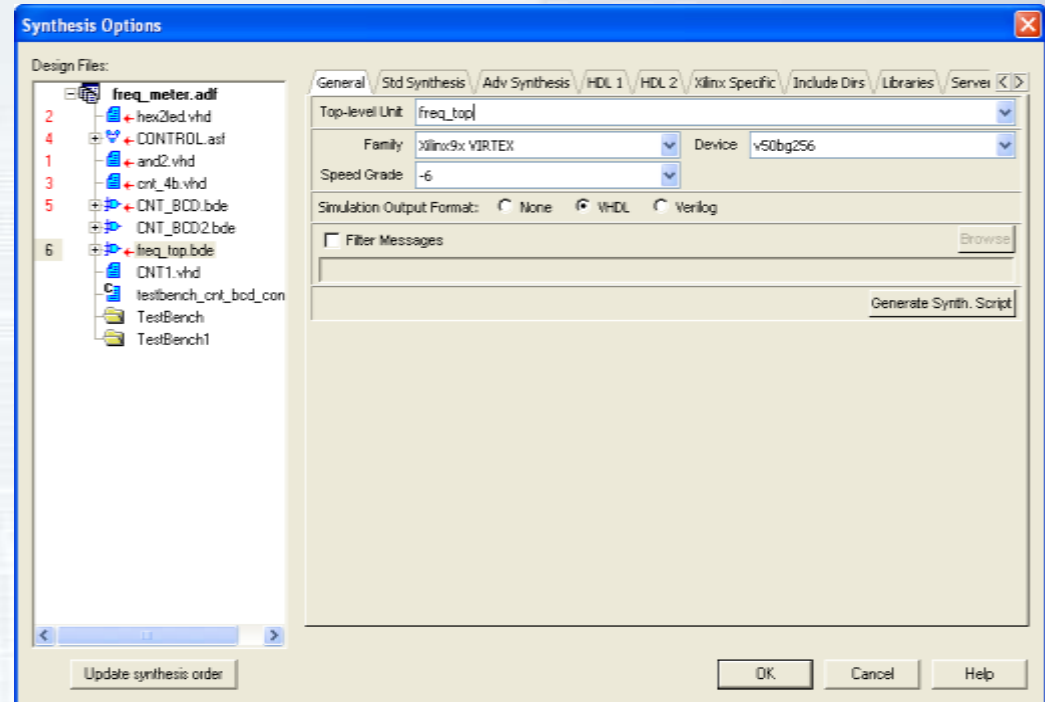 Synthesis Options
Design Files:
freq_meter.adf
2 hex2led.vhd
4 CONTROL.asf
1 and2.vhd
3 cnt_4b.vhd
5 CNT_BCD.bde
CNT_BCD2.bde
6 freq_top.bde
CNT1.vhd
testbench_cnt_bcd_con
TestBench
TestBench1
Update synthesis order
General Std Synthesis Adv Synthesis HDL 1 HDL 2 Xilinx Specific Include Dirs Libraries Server
Top-level Unit freq_top
Family Xilinx9x VIRTEX Device v50bg256
Speed Grade -6
Simulation Output Format: None VHDL Verilog
Filter Messages Browse
Generate Synth. Script
OK Cancel Help